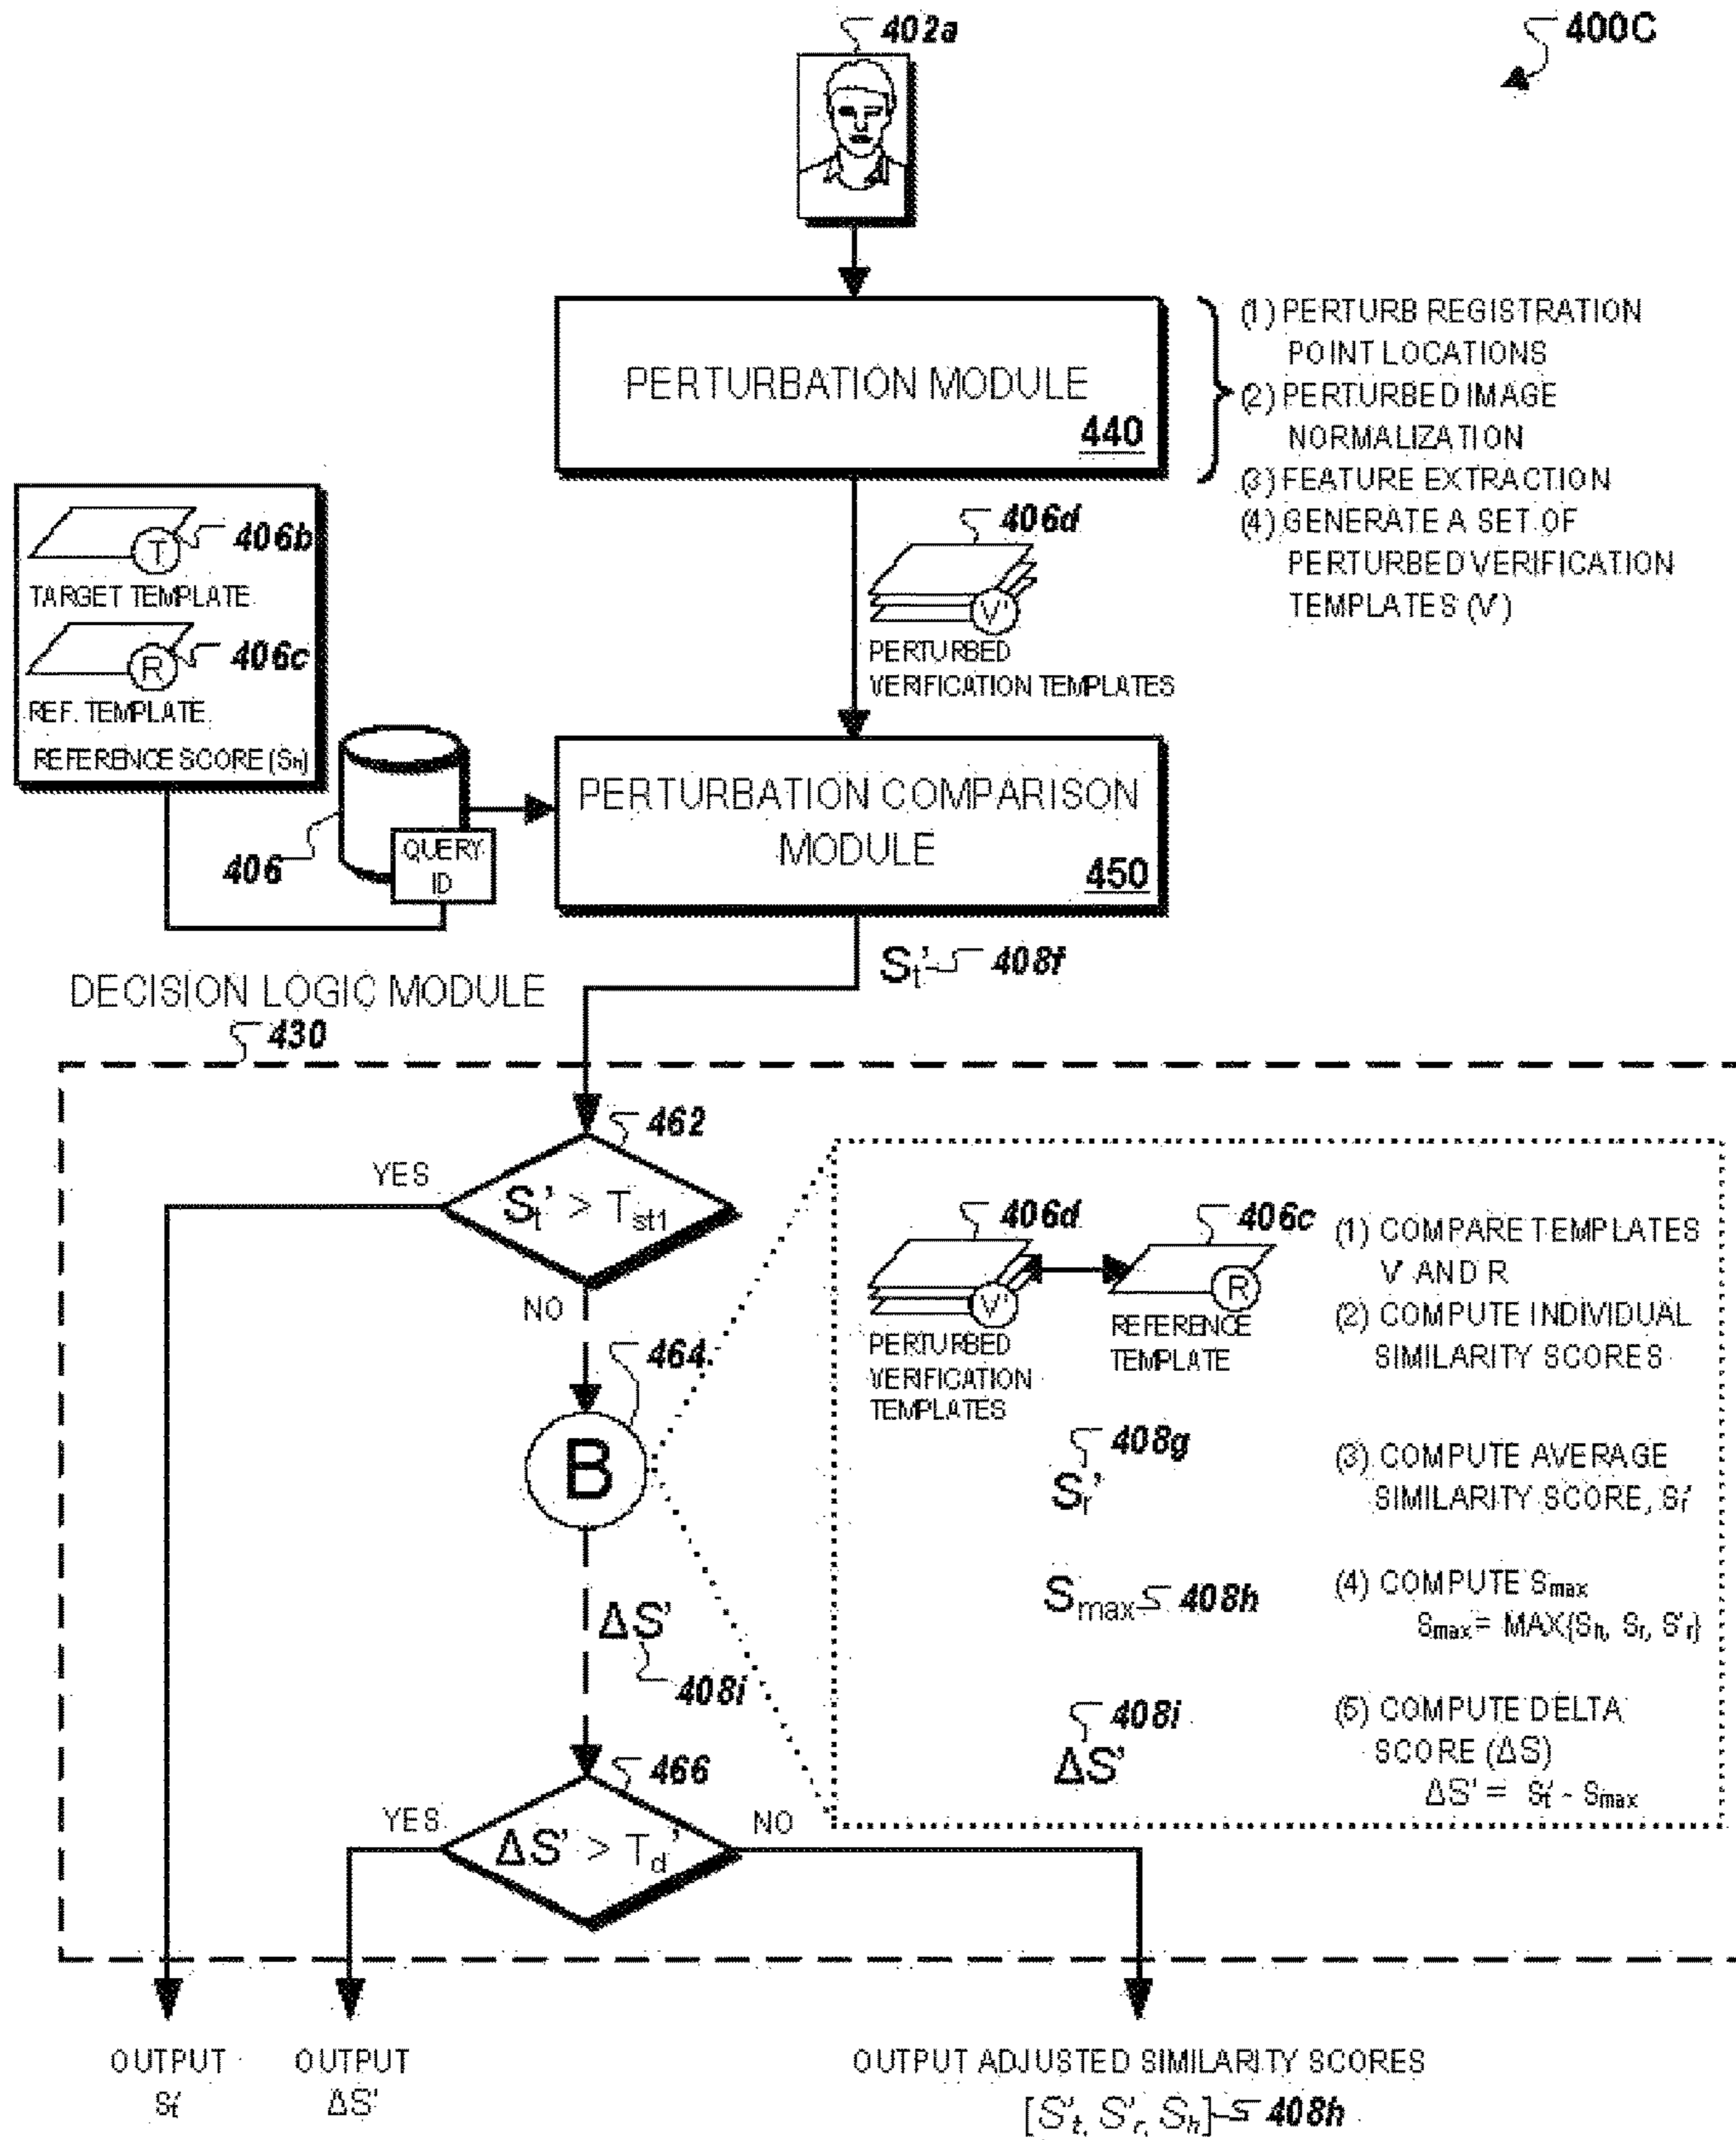 402a
400C
PERTURBATION MODULE
440
(1) PERTURB REGISTRATION
POINT LOCATIONS
(2) PERTURBED IMAGE
NORMALIZATION
(3) FEATURE EXTRACTION
(4) GENERATE A SET OF
PERTURBED VERIFICATION
TEMPLATES (V')
T
406b
TARGET TEMPLATE
R
406c
REF. TEMPLATE
REFERENCE SCORE (Sh)
406d
V'
PERTURBED
VERIFICATION TEMPLATES
406
QUERY
ID
PERTURBATION COMPARISON
MODULE
450
St' 408f
DECISION LOGIC MODULE
430
462
YES
St' > Tst1
NO
464
B
ΔS'
408i
466
YES
ΔS' > Td'
NO
406d
V'
PERTURBED
VERIFICATION
TEMPLATES
406c
R
REFERENCE
TEMPLATE
(1) COMPARE TEMPLATES
V' AND R
(2) COMPUTE INDIVIDUAL
SIMILARITY SCORES
408g
Sr'
(3) COMPUTE AVERAGE
SIMILARITY SCORE, Sr'
Smax 408h
(4) COMPUTE Smax
Smax = MAX{Sh, Sr, S'r}
408i
ΔS'
(5) COMPUTE DELTA
SCORE (ΔS)
ΔS' = St' - Smax
OUTPUT
St'
OUTPUT
ΔS'
OUTPUT ADJUSTED SIMILARITY SCORES
[S't, S'r, Sh] 408h